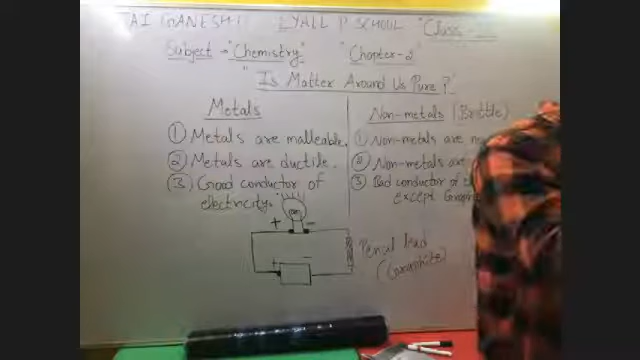 LYALL P SCHOOL "Class
Subject → "Chemistry" "Chapter-2
"Is Matter Around Us Pure?"
Metals
① Metals are malleable.
② Metals are ductile.
③ Good conductor of
electricity.
Non-metals (Brittle)
① Non-metals are
② Non-metals are
③ Bad conductor of
except
+ -
+ -
Pencil lead
(Graphite)